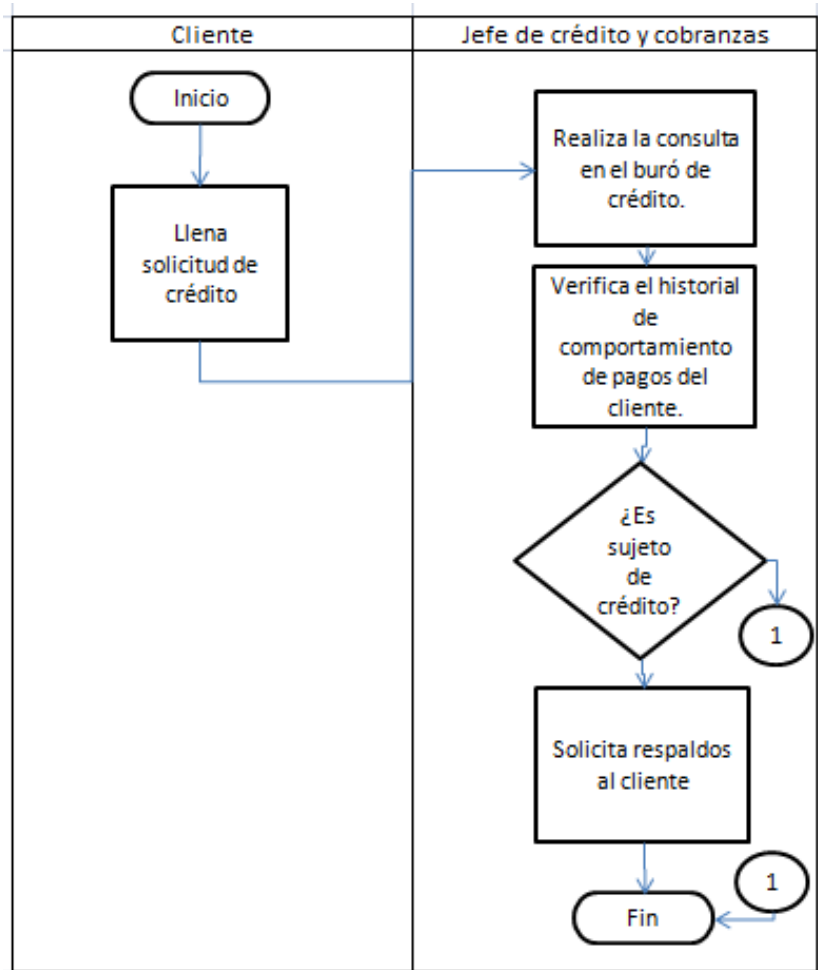 Cliente
Jefe de crédito y cobranzas
Inicio
Llena
solicitud de
crédito
Realiza la consulta
en el buró de
crédito.
Verifica el historial
de
comportamiento
de pagos del
cliente.
¿Es
sujeto
de
crédito?
1
Solicita respaldos
al cliente
1
Fin